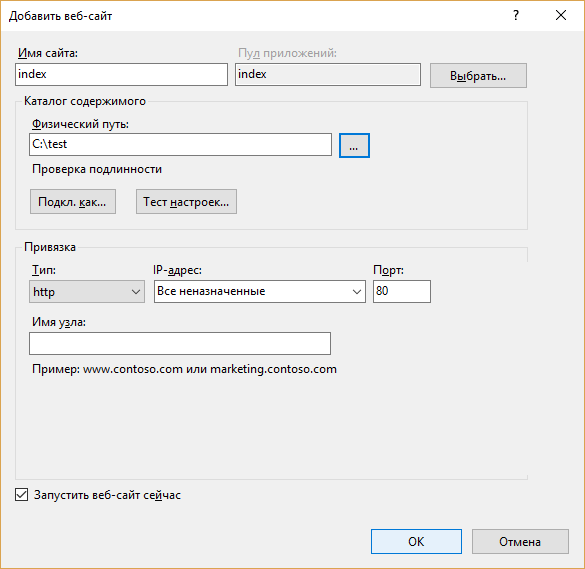 Добавить веб-сайт
?
Имя сайта: Пул приложений:
index index Выбрать...
Каталог содержимого
Физический путь:
C:\test ...
Проверка подлинности
Подкл. как... Тест настроек...
Привязка
Тип: IP-адрес: Порт:
http Все неназначенные 80
Имя узла:
Пример: www.contoso.com или marketing.contoso.com
Запустить веб-сайт сейчас
ОК Отмена